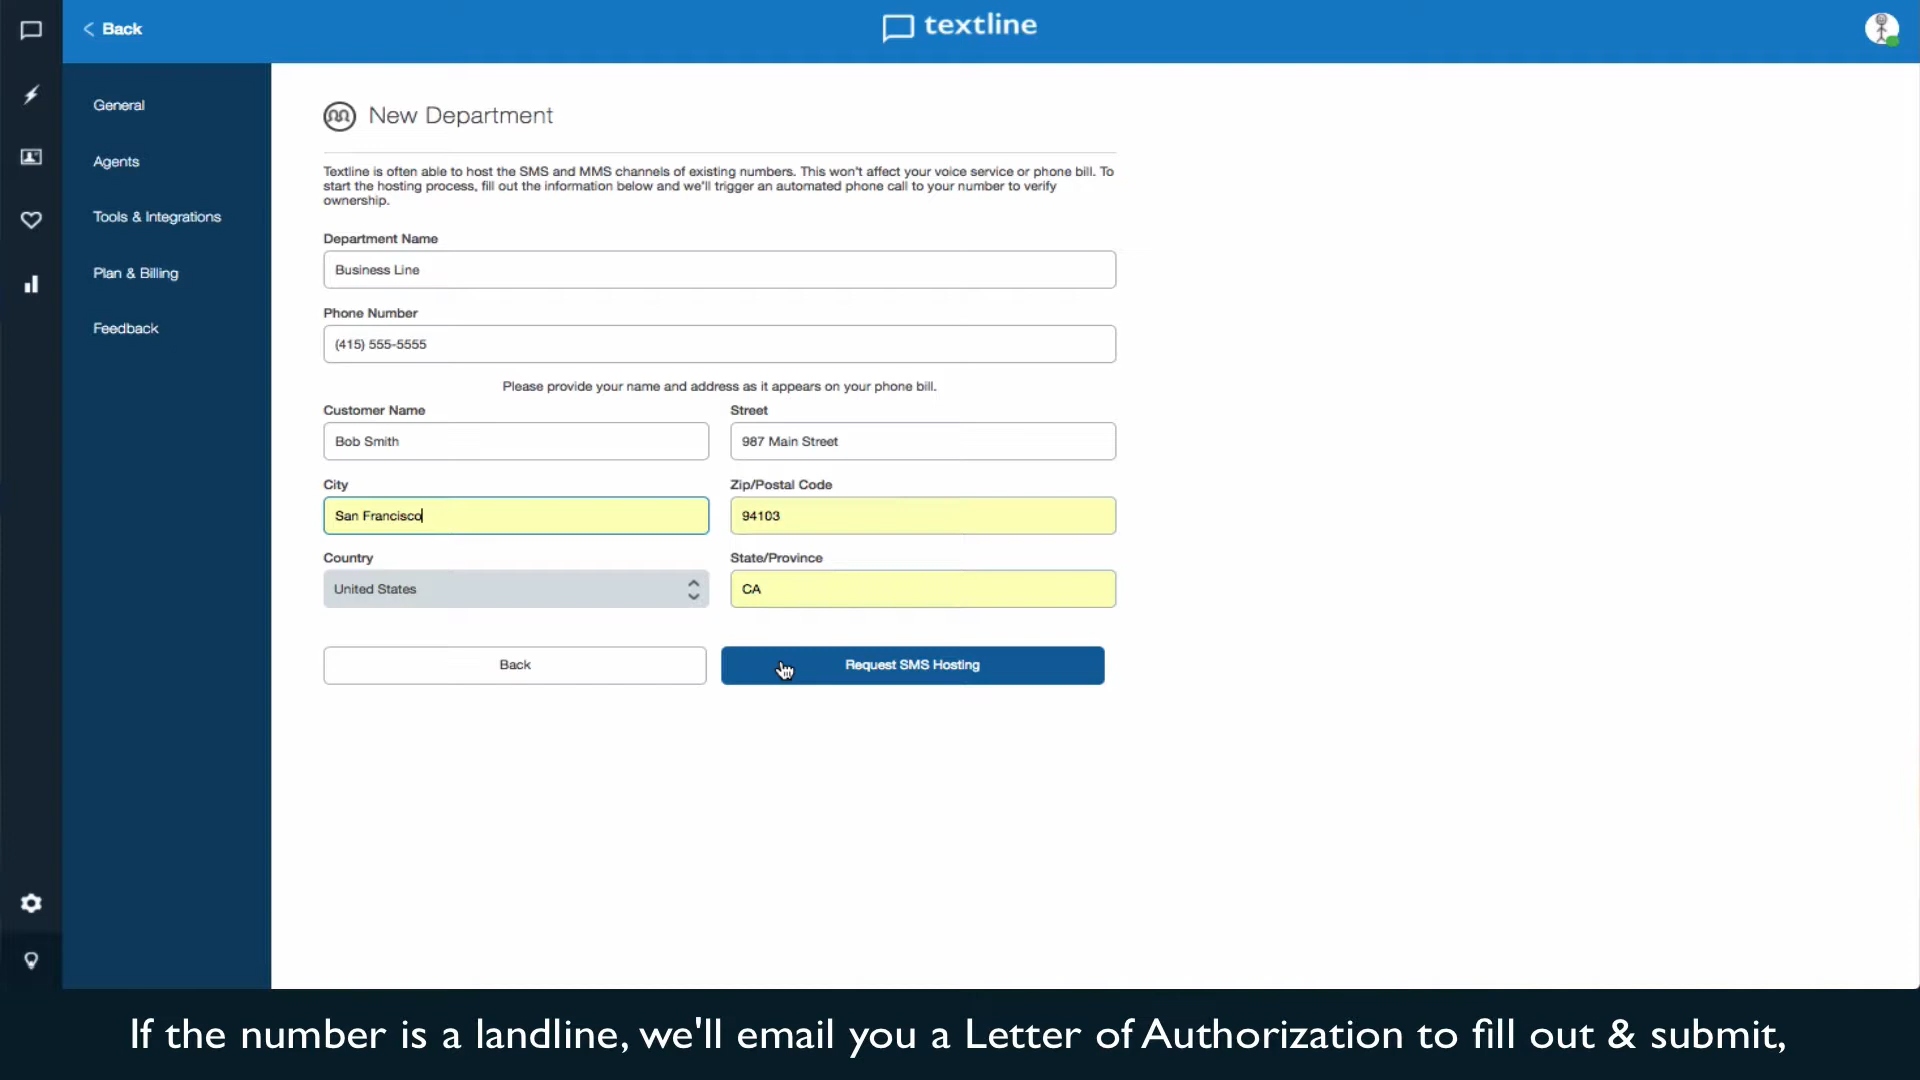 Back
textline
General
Agents
Tools & Integrations
Plan & Billing
Feedback
New Department
Textline is often able to host the SMS and MMS channels of existing numbers. This won't affect your voice service or phone bill. To
start the hosting process, fill out the information below and we'll trigger an automated phone call to your number to verify
ownership.
Department Name
Business Line
Phone Number
(415) 555-5555
Please provide your name and address as it appears on your phone bill.
Customer Name
Street
Bob Smith
987 Main Street
City
Zip/Postal Code
San Francisco
94103
Country
State/Province
United States
CA
Back
Request SMS Hosting
If the number is a landline, we'll email you a Letter of Authorization to fill out & submit,